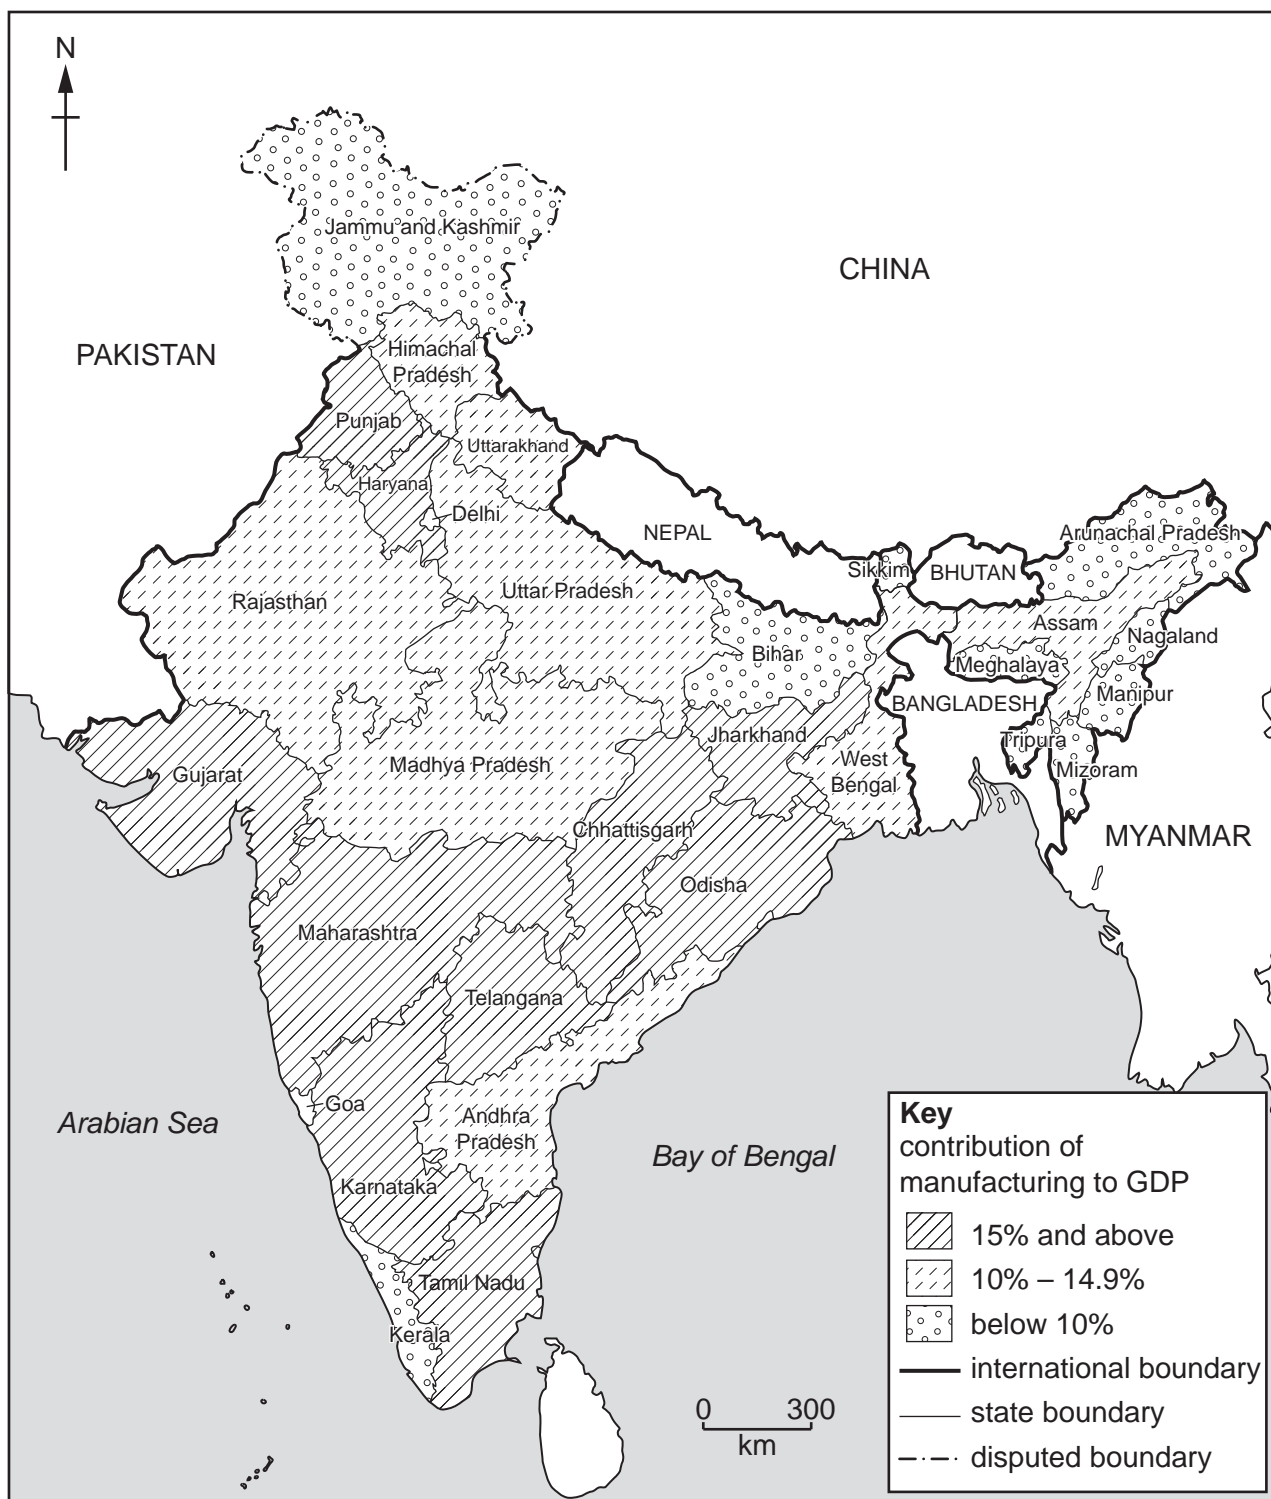 N
Jammu and Kashmir
CHINA
PAKISTAN
Himachal
Pradesh
Punjab
Uttarakhand
Haryana
Delhi
NEPAL
Arunachal Pradesh
Sikkim
BHUTAN
Rajasthan
Uttar Pradesh
Assam
Nagaland
Bihar
Meghalaya
Manipur
BANGLADESH
Jharkhand
Tripura
Gujarat
Madhya Pradesh
West
Bengal
Mizoram
Chhattisgarh
MYANMAR
Odisha
Maharashtra
Telangana
Goa
Arabian Sea
Andhra
Pradesh
Bay of Bengal
Karnataka
Tamil Nadu
Kerala
0 300
km
Key
contribution of
manufacturing to GDP
15% and above
10% – 14.9%
below 10%
international boundary
state boundary
disputed boundary